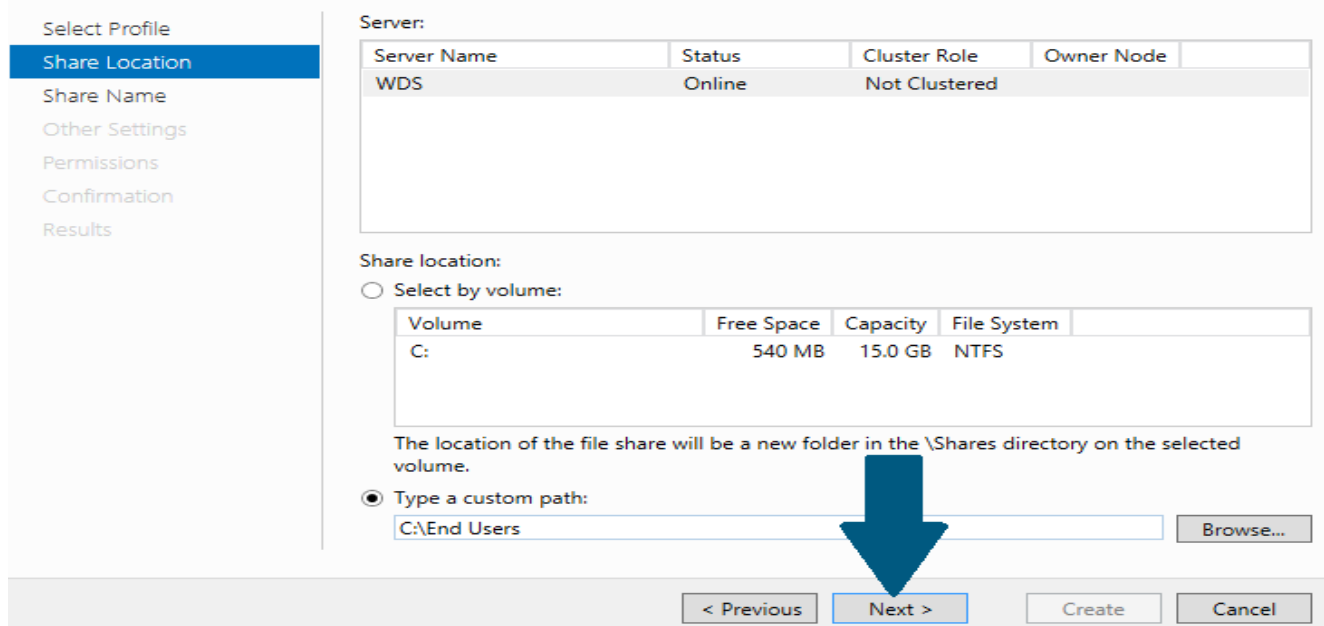 Select Profile
Share Location
Share Name
Other Settings
Permissions
Confirmation
Results
Server:
Server Name Status Cluster Role Owner Node
WDS Online Not Clustered
Share location:
Select by volume:
Volume Free Space Capacity File System
C: 540 MB 15.0 GB NTFS
The location of the file share will be a new folder in the \Shares directory on the selected
volume.
Type a custom path:
C:\End Users Browse...
< Previous Next > Create Cancel